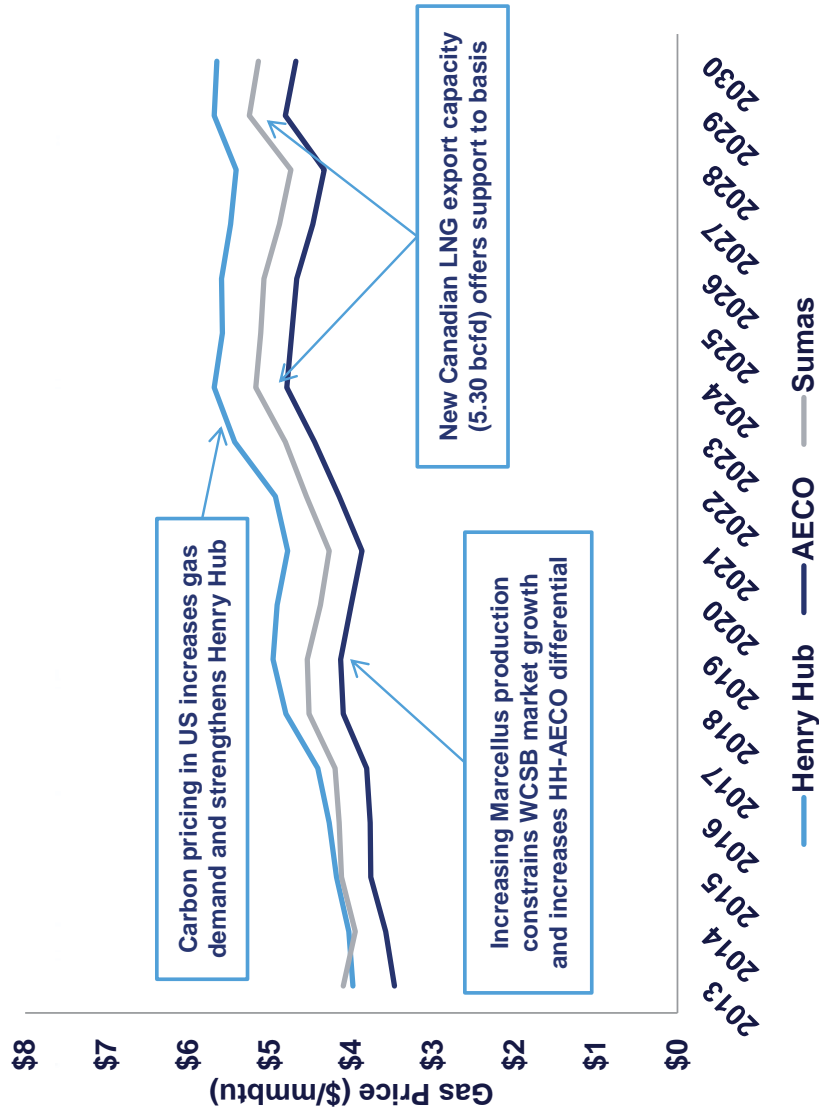 $8
$7
$6
$5
$4
$3
$2
$1
$0
Gas Price ($/mmbtu)
Carbon pricing in US increases gas
demand and strengthens Henry Hub
Increasing Marcellus production
constrains WCSB market growth
and increases HH-AECO differential
New Canadian LNG export capacity
(5.30 bcfd) offers support to basis
2013
2014
2015
2016
2017
2018
2019
2020
2021
2022
2023
2024
2025
2026
2027
2028
2029
2030
Henry Hub
AECO
Sumas